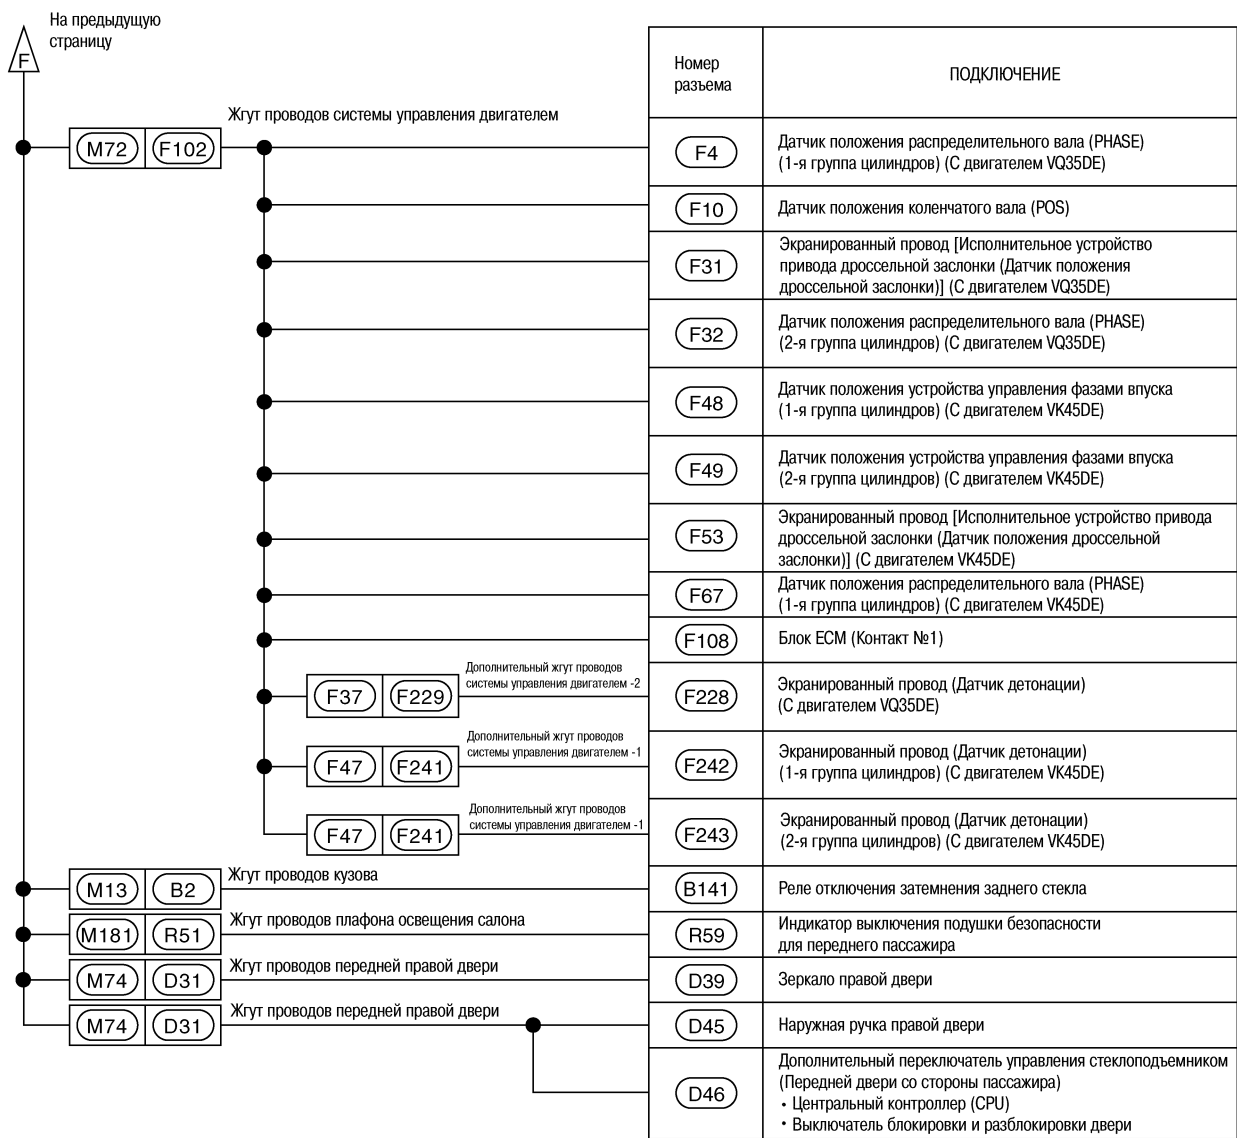 На предыдущую
страницу
F
Номер
разъема
ПОДКЛЮЧЕНИЕ
Жгут проводов системы управления двигателем
M72 F102
F4
Датчик положения распределительного вала (PHASE)
(1-я группа цилиндров) (С двигателем VQ35DE)
F10
Датчик положения коленчатого вала (POS)
F31
Экранированный провод [Исполнительное устройство
привода дроссельной заслонки (Датчик положения
дроссельной заслонки)] (С двигателем VQ35DE)
F32
Датчик положения распределительного вала (PHASE)
(2-я группа цилиндров) (С двигателем VQ35DE)
F48
Датчик положения устройства управления фазами впуска
(1-я группа цилиндров) (С двигателем VK45DE)
F49
Датчик положения устройства управления фазами впуска
(2-я группа цилиндров) (С двигателем VK45DE)
F53
Экранированный провод [Исполнительное устройство привода
дроссельной заслонки (Датчик положения дроссельной
заслонки)] (С двигателем VK45DE)
F67
Датчик положения распределительного вала (PHASE)
(1-я группа цилиндров) (С двигателем VK45DE)
F108
Блок ECM (Контакт №1)
F37 F229
Дополнительный жгут проводов
системы управления двигателем -2
F228
Экранированный провод (Датчик детонации)
(С двигателем VQ35DE)
F47 F241
Дополнительный жгут проводов
системы управления двигателем -1
F242
Экранированный провод (Датчик детонации)
(1-я группа цилиндров) (С двигателем VK45DE)
F47 F241
Дополнительный жгут проводов
системы управления двигателем -1
F243
Экранированный провод (Датчик детонации)
(2-я группа цилиндров) (С двигателем VK45DE)
M13 B2
Жгут проводов кузова
B141
Реле отключения затемнения заднего стекла
M181 R51
Жгут проводов плафона освещения салона
R59
Индикатор выключения подушки безопасности
для переднего пассажира
M74 D31
Жгут проводов передней правой двери
D39
Зеркало правой двери
M74 D31
Жгут проводов передней правой двери
D45
Наружная ручка правой двери
D46
Дополнительный переключатель управления стеклоподъемником
(Передней двери со стороны пассажира)
• Центральный контроллер (CPU)
• Выключатель блокировки и разблокировки двери